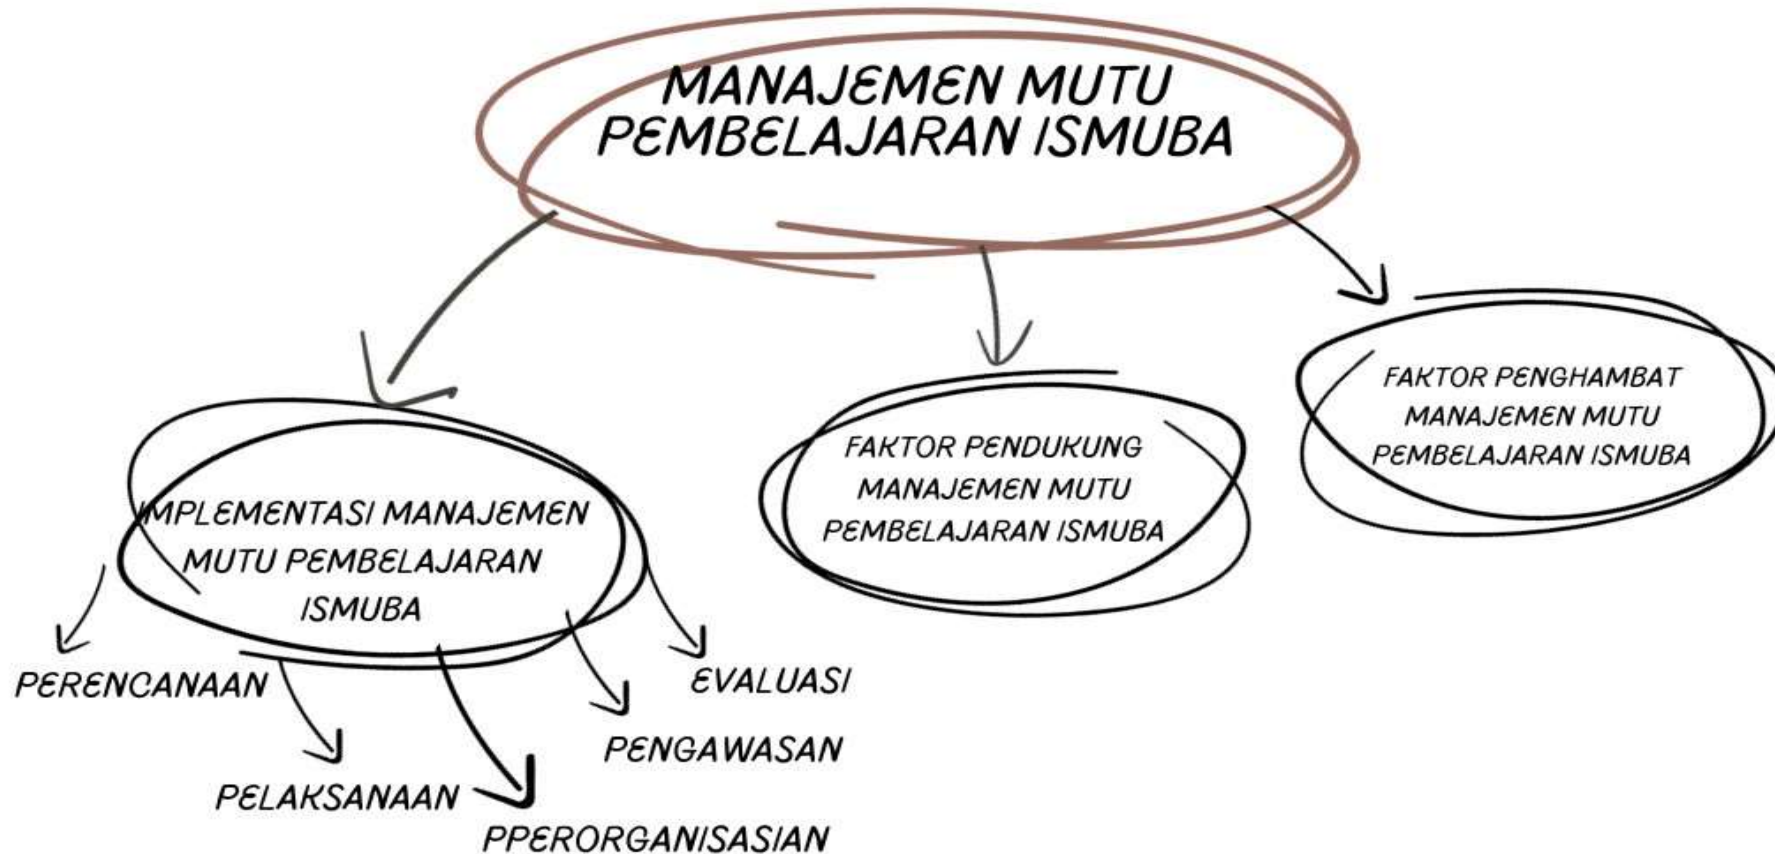 MANAJEMEN MUTU
PEMBELAJARAN ISMUBA
IMPLEMENTASI MANAJEMEN
MUTU PEMBELAJARAN
ISMUBA
FAKTOR PENDUKUNG
MANAJEMEN MUTU
PEMBELAJARAN ISMUBA
FAKTOR PENGHAMBAT
MANAJEMEN MUTU
PEMBELAJARAN ISMUBA
PERENCANAAN
PELAKSANAAN
PPERORGANISASIAN
PENGAWASAN
EVALUASI